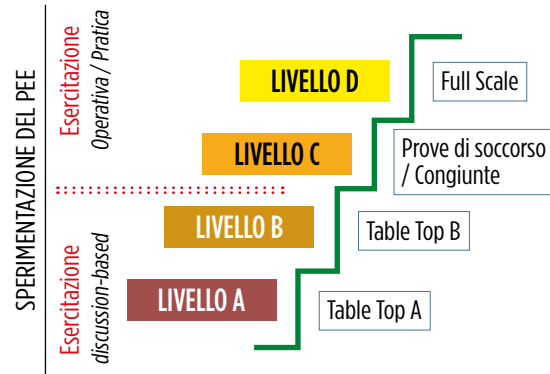 SPERIMENTAZIONE DEL PEE
Esercitazione
Operativa / Pratica
Esercitazione
discussion-based
LIVELLO D
Full Scale
LIVELLO C
Prove di soccorso
/ Congiunte
LIVELLO B
Table Top B
LIVELLO A
Table Top A